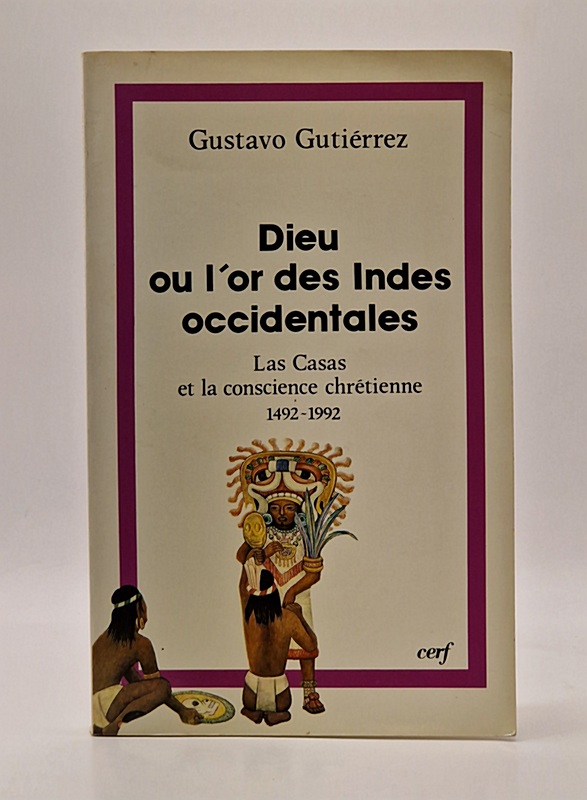 Gustavo Gutiérrez
Dieu
ou l´or des Indes
occidentales
Las Casas
et la conscience chrétienne
1492-1992
cerf